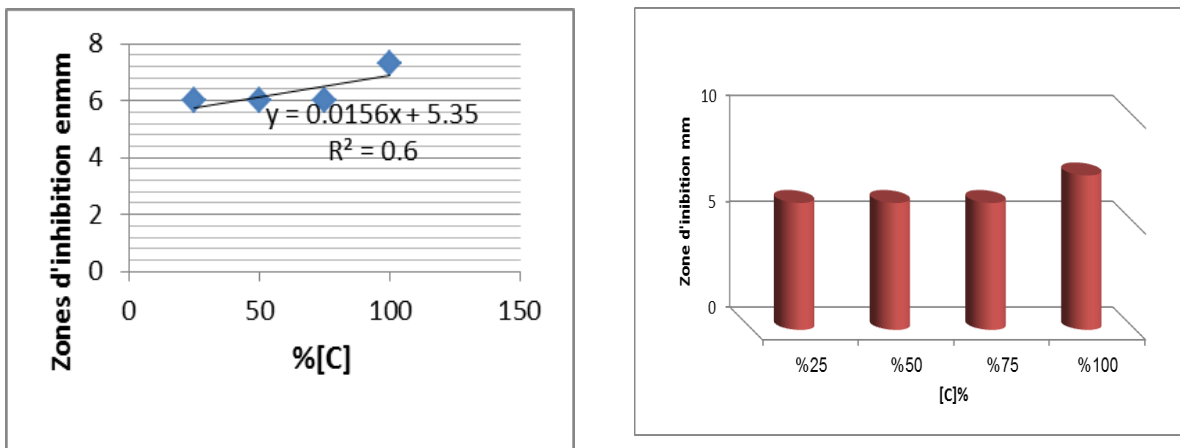 8
6
4
2
0
0 50 100 150
Zones d'inhibition enmm
%[C]
y = 0.0156x + 5.35
R² = 0.6
10
5
0
Zone d'inibition mm
%25 %50 %75 %100
[C]%